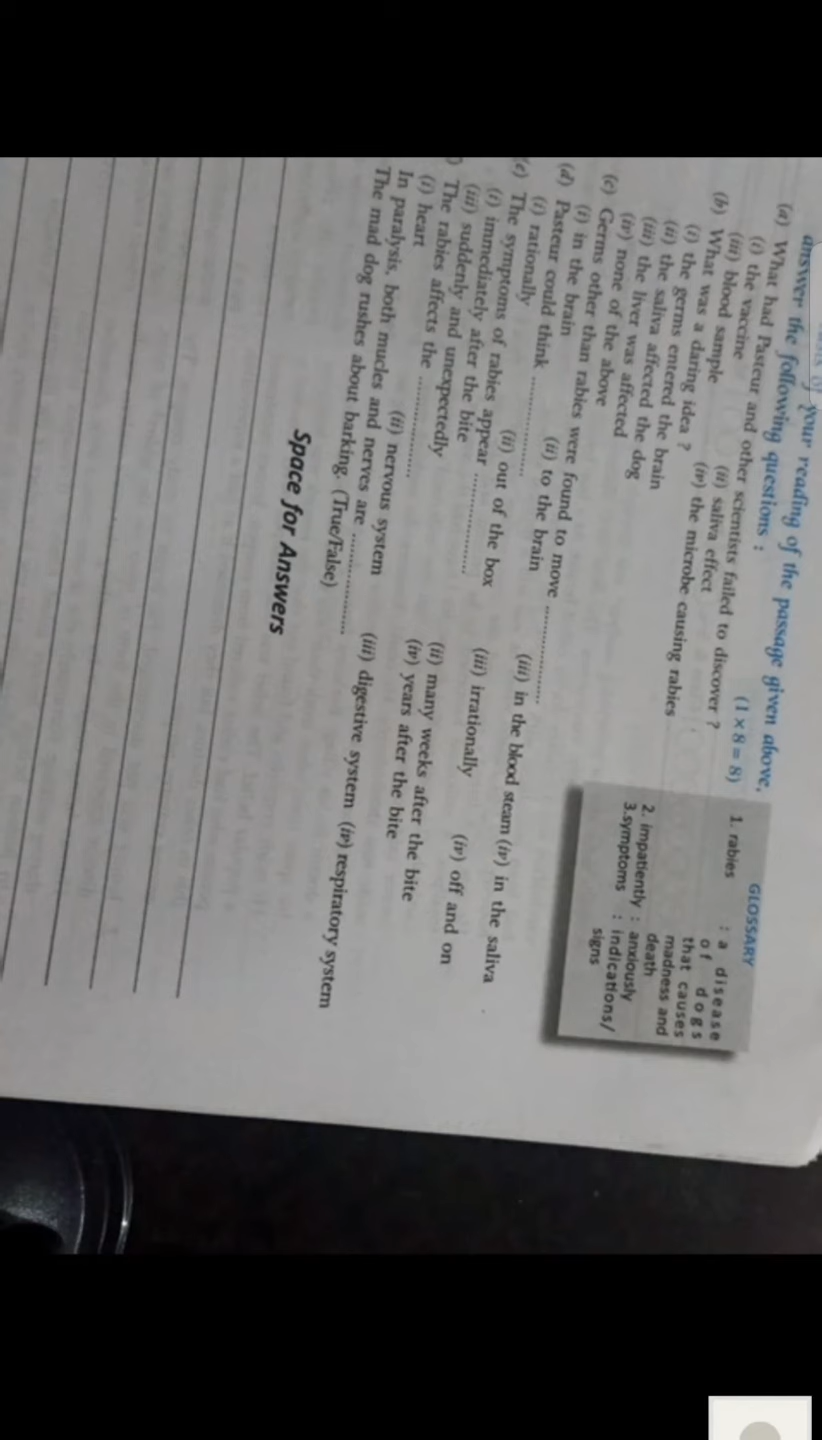 your reading of the passage given above,
answer the following questions :
(1 × 8 = 8)
(a) What had Pasteur and other scientists failed to discover ?
(i) the vaccine (ii) saliva effect
(iii) blood sample (iv) the microbe causing rabies
(b) What was a daring idea ?
(i) the germs entered the brain
(ii) the saliva affected the dog
(iii) the liver was affected
(iv) none of the above
(c) Germs other than rabies were found to move ..................
(i) in the brain (ii) to the brain (iii) in the blood steam (iv) in the saliva
(d) Pasteur could think ..................
(i) rationally (ii) out of the box (iii) irrationally (iv) off and on
(e) The symptoms of rabies appear ..................
(i) immediately after the bite (ii) many weeks after the bite
(iii) suddenly and unexpectedly (iv) years after the bite
) The rabies affects the ..................
(i) heart (ii) nervous system (iii) digestive system (iv) respiratory system
In paralysis, both mucles and nerves are ..................
The mad dog rushes about barking. (True/False)
Space for Answers
GLOSSARY
1. rabies : a disease
of dogs
that causes
madness and
death
2. impatiently : anxiously
3.symptoms : indications/
signs